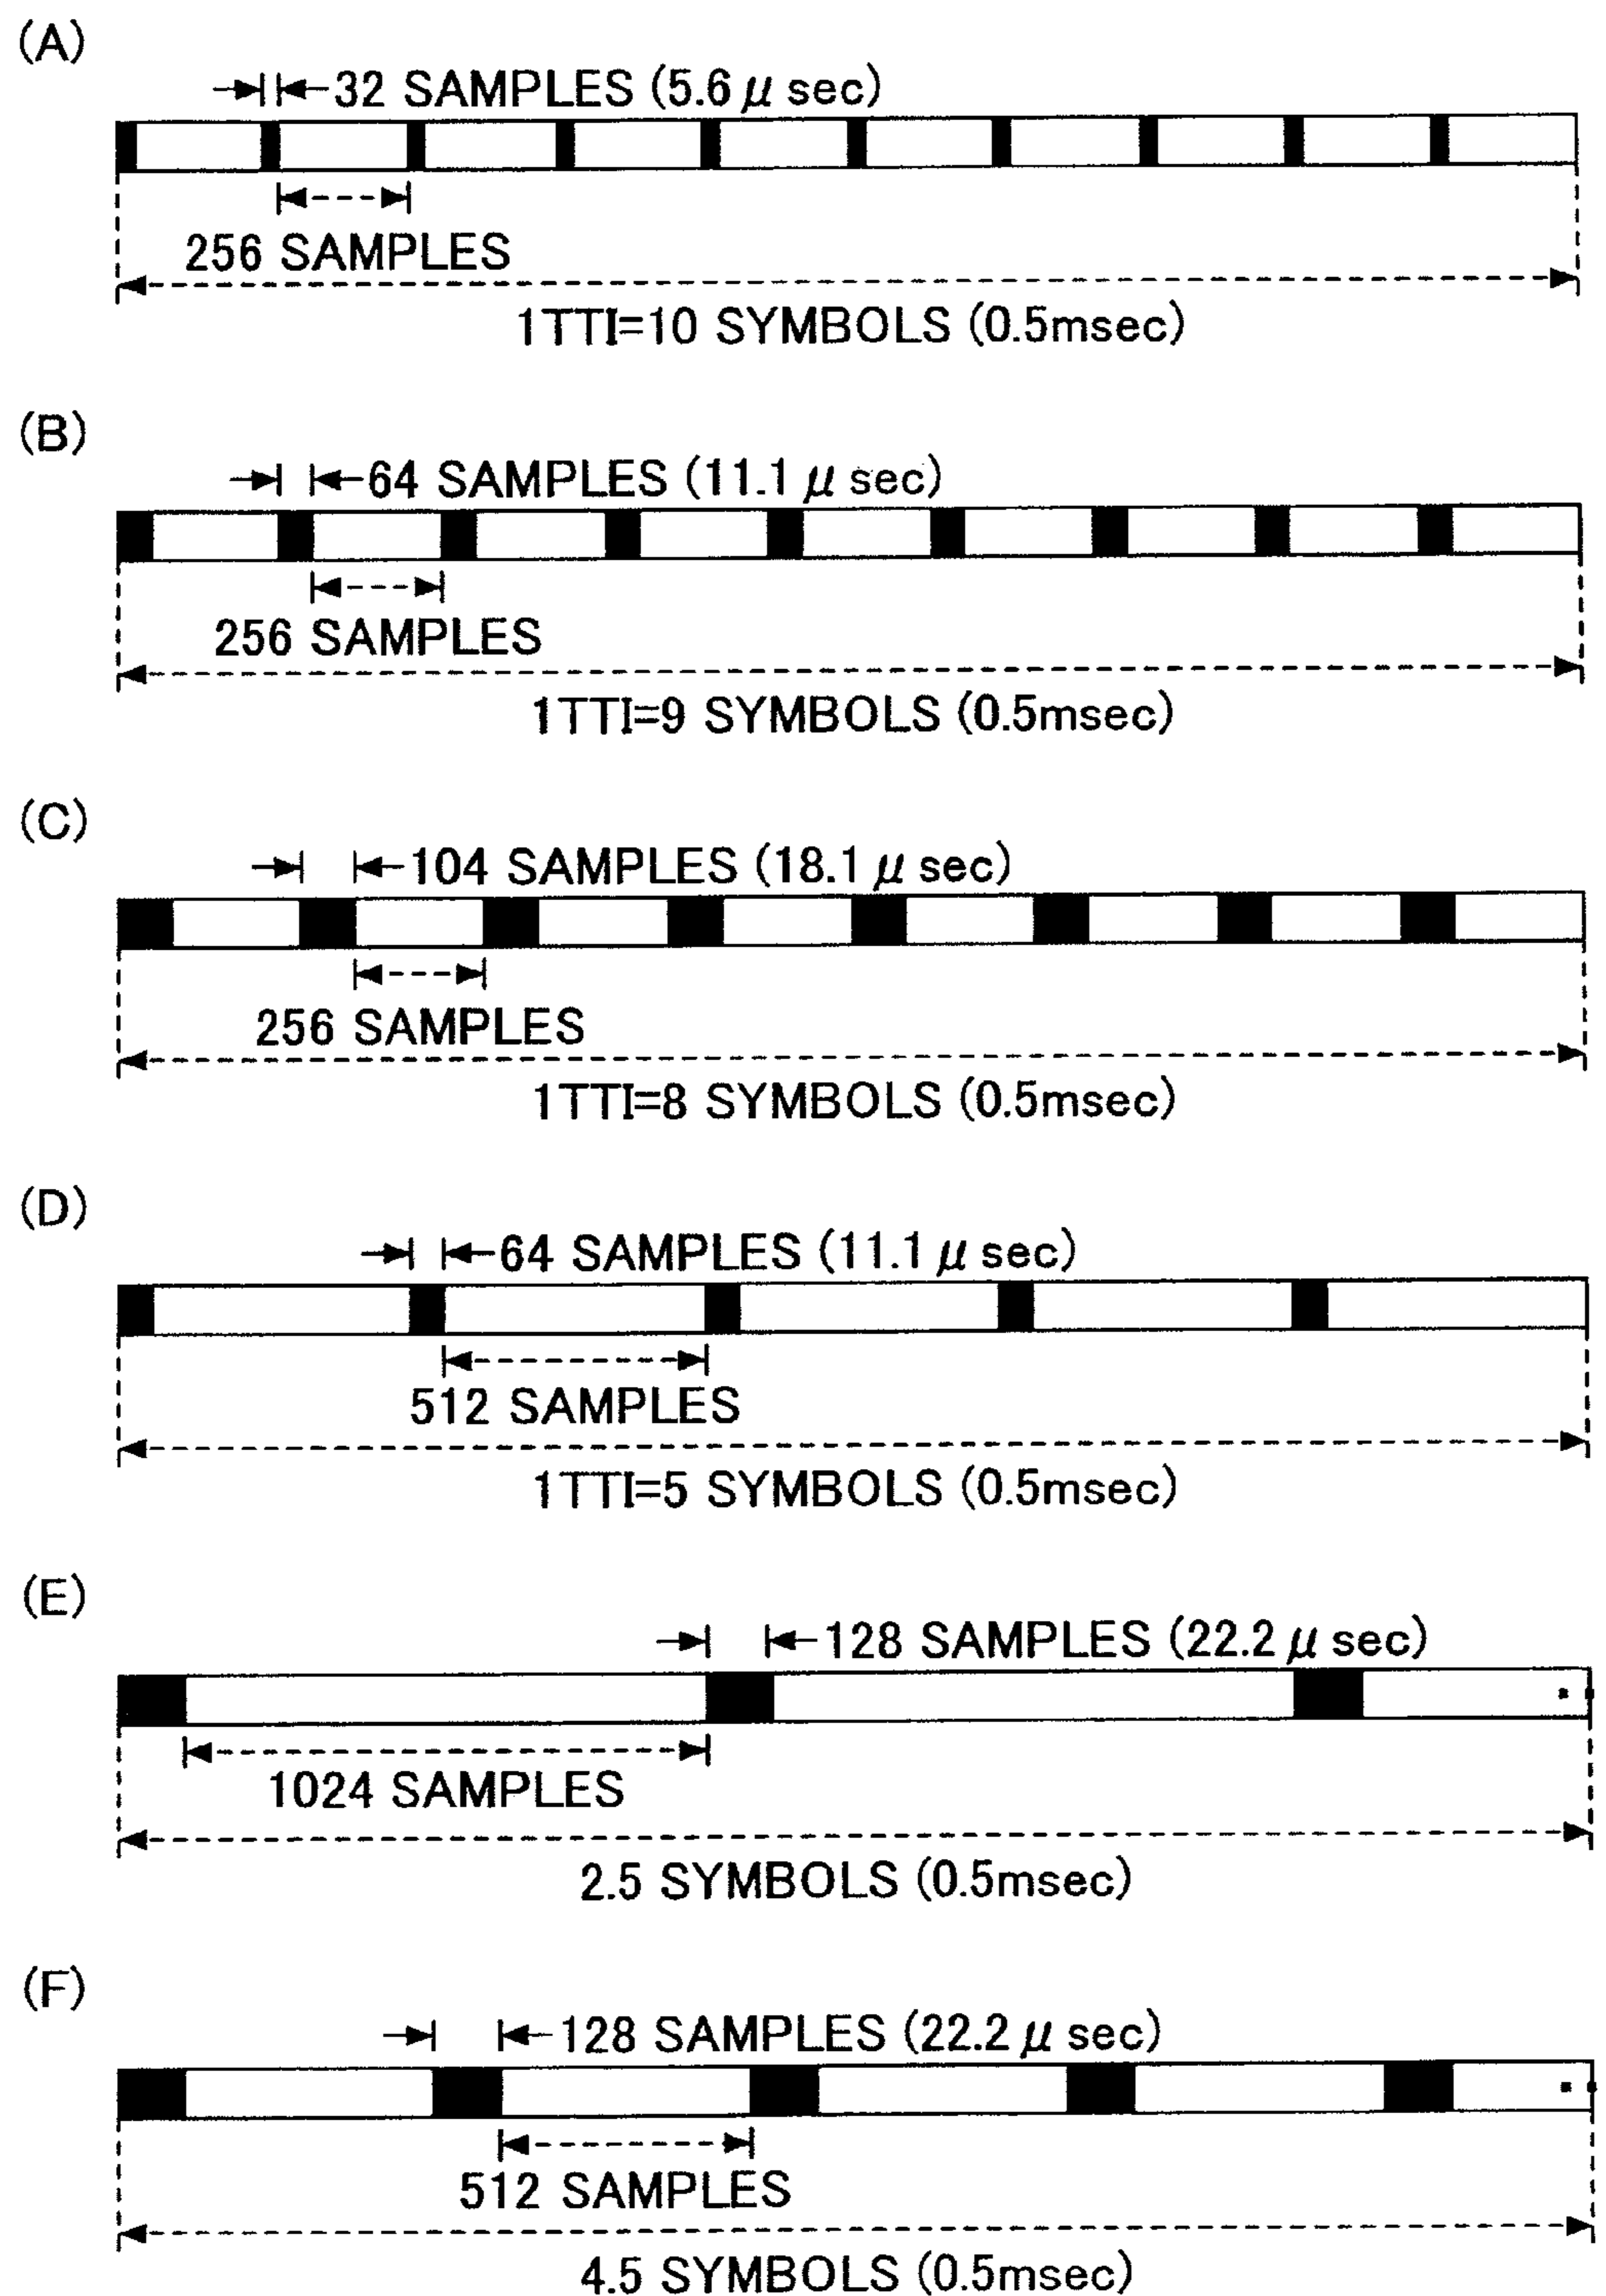 (A)
32 SAMPLES (5.6 μ sec)
256 SAMPLES
1TTI=10 SYMBOLS (0.5msec)
(B)
64 SAMPLES (11.1 μ sec)
256 SAMPLES
1TTI=9 SYMBOLS (0.5msec)
(C)
104 SAMPLES (18.1 μ sec)
256 SAMPLES
1TTI=8 SYMBOLS (0.5msec)
(D)
64 SAMPLES (11.1 μ sec)
512 SAMPLES
1TTI=5 SYMBOLS (0.5msec)
(E)
128 SAMPLES (22.2 μ sec)
1024 SAMPLES
2.5 SYMBOLS (0.5msec)
(F)
128 SAMPLES (22.2 μ sec)
512 SAMPLES
4.5 SYMBOLS (0.5msec)